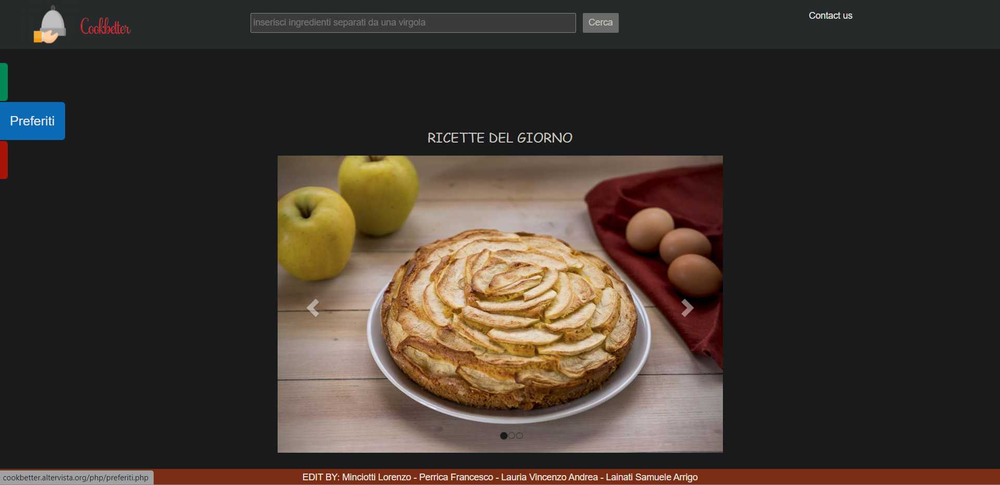 Cookbetter
inserisci ingredienti separati da una virgola
Cerca
Contact us
Preferiti
RICETTE DEL GIORNO
EDIT BY: Minciotti Lorenzo - Perrica Francesco - Lauria Vincenzo Andrea - Lainati Samuele Arrigo
cookbetter.altervista.org/php/preferiti.php